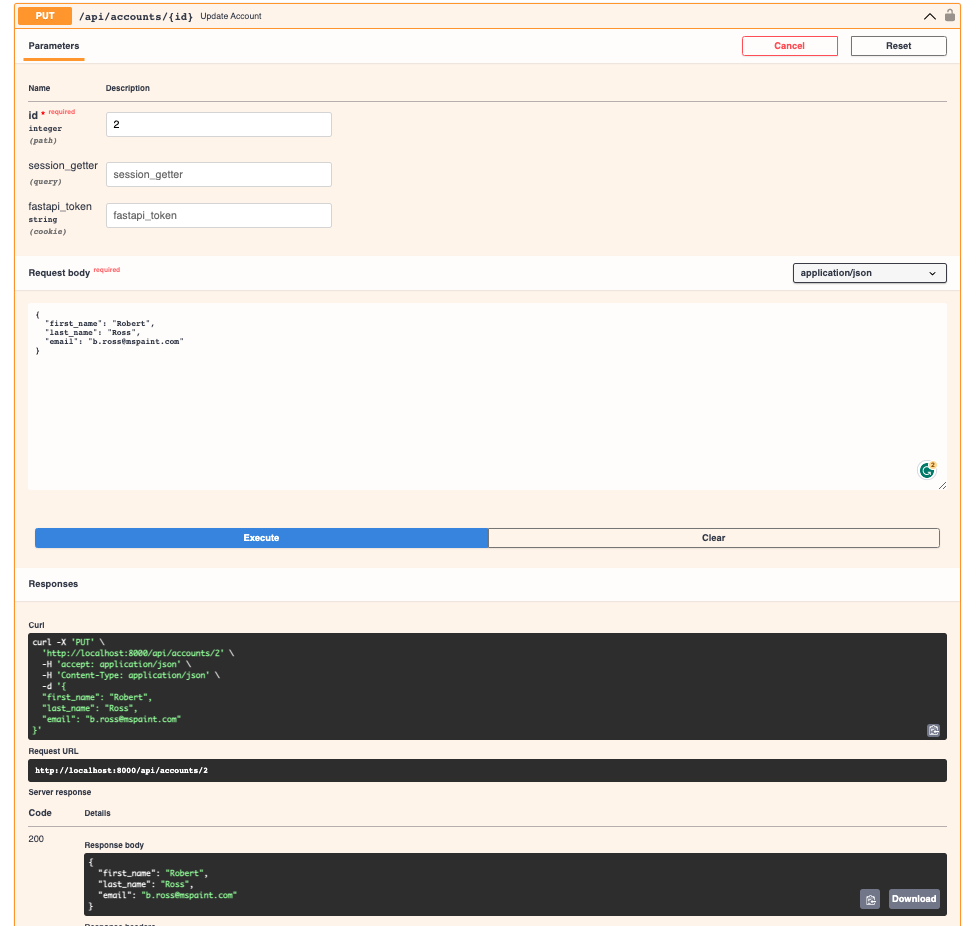 PUT /api/accounts/{id} Update Account
Parameters
Cancel
Reset
Name Description
id * required
integer
(path)
2
session_getter
(query)
session_getter
fastapi_token
string
(cookie)
fastapi_token
Request body required
application/json
{
"first_name": "Robert",
"last_name": "Ross",
"email": "b.ross@mspaint.com"
}
2
Execute
Clear
Responses
Curl
curl -X 'PUT' \
'http://localhost:8000/api/accounts/2' \
-H 'accept: application/json' \
-H 'Content-Type: application/json' \
-d '{
"first_name": "Robert",
"last_name": "Ross",
"email": "b.ross@mspaint.com"
}'
Request URL
http://localhost:8000/api/accounts/2
Server response
Code Details
200
Response body
{
"first_name": "Robert",
"last_name": "Ross",
"email": "b.ross@mspaint.com"
}
Download
Response headers